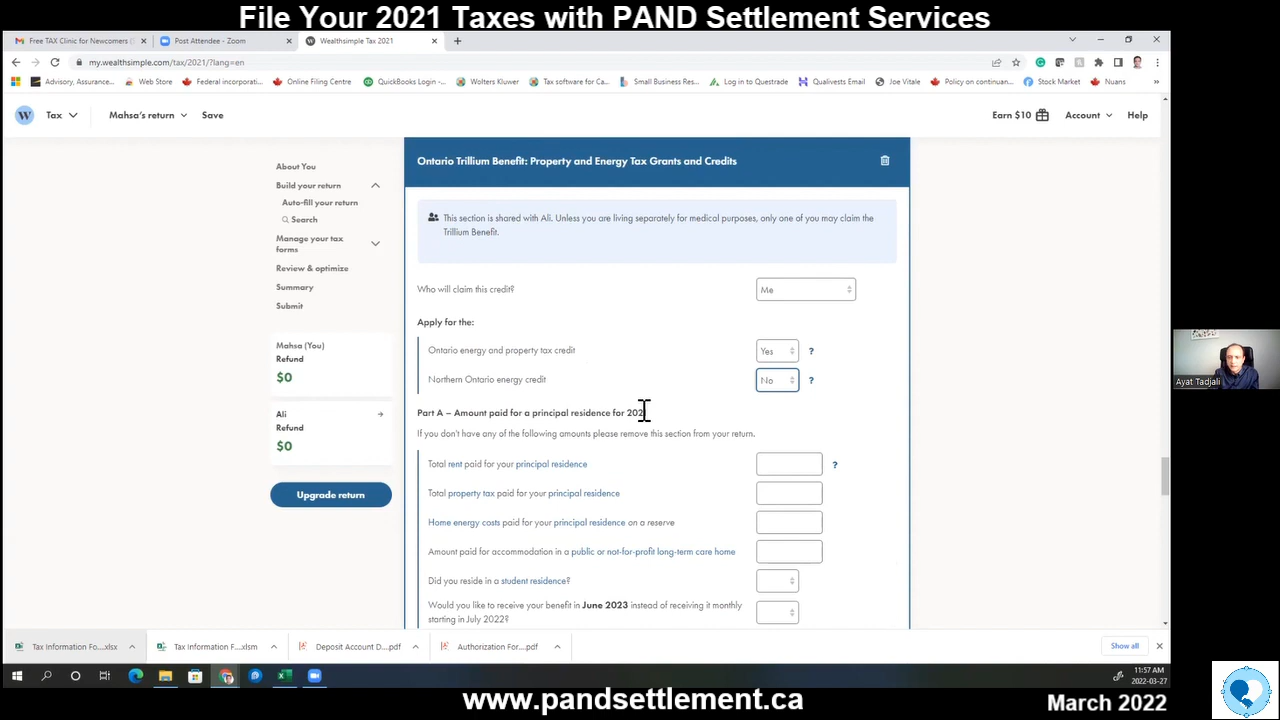 File Your 2021 Taxes with PAND Settlement Services
Free TAX Clinic for Newcomers (
Post Attendee - Zoom
Wealthsimple Tax 2021
my.wealthsimple.com/tax/2021/?lang=en
Advisory, Assurance...
Web Store
Federal incorporati...
Online Filing Centre
QuickBooks Login -...
Wolters Kluwer
Tax software for Ca...
Small Business Res...
Log in to Questrade
Qualivests Email
Joe Vitale
Policy on continuan...
Stock Market
Nuans
»
W
Tax
Mahsa's return
Save
Earn $10
Account
Help
About You
Build your return
Auto-fill your return
Search
Manage your tax
forms
Review & optimize
Summary
Submit
Mahsa (You)
Refund
$0
Ali
Refund
$0
Upgrade return
Ontario Trillium Benefit: Property and Energy Tax Grants and Credits
This section is shared with Ali. Unless you are living separately for medical purposes, only one of you may claim the
Trillium Benefit.
Who will claim this credit? Me
Apply for the:
Ontario energy and property tax credit Yes ?
Northern Ontario energy credit No ?
Part A – Amount paid for a principal residence for 202
If you don't have any of the following amounts please remove this section from your return.
Total rent paid for your principal residence ?
Total property tax paid for your principal residence
Home energy costs paid for your principal residence on a reserve
Amount paid for accommodation in a public or not-for-profit long-term care home
Did you reside in a student residence?
Would you like to receive your benefit in June 2023 instead of receiving it monthly
starting in July 2022?
Ayat Tadjali
Tax Information Fo....xlsx
Tax Information F....xlsm
Deposit Account D....pdf
Authorization For....pdf
Show all
11:57 AM
2022-03-27
www.pandsettlement.ca
March 2022